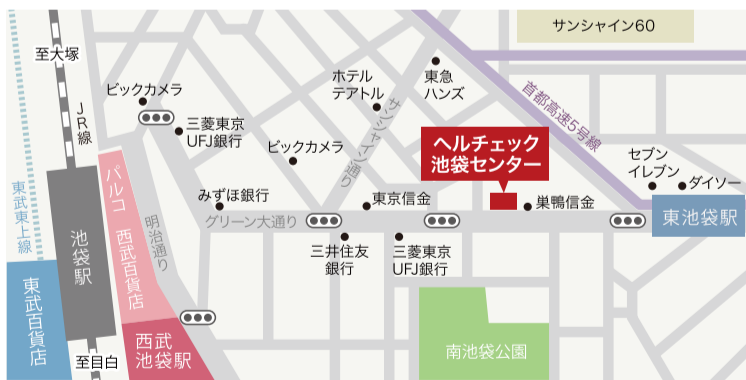 サンシャイン60
至大塚
ホテル
テアトル
東急
ハンズ
ビックカメラ
JR線
三菱東京
UFJ銀行
サンシャイン通り
首都高速5号線
ビックカメラ
ヘルチェック
池袋センター
セブン
イレブン
ダイソー
パルコ
西武百貨店
東武東上線
みずほ銀行
東京信金
巣鴨信金
グリーン大通り
明治通り
東池袋駅
池袋駅
三井住友
銀行
三菱東京
UFJ銀行
東武百貨店
西武
池袋駅
南池袋公園
至目白